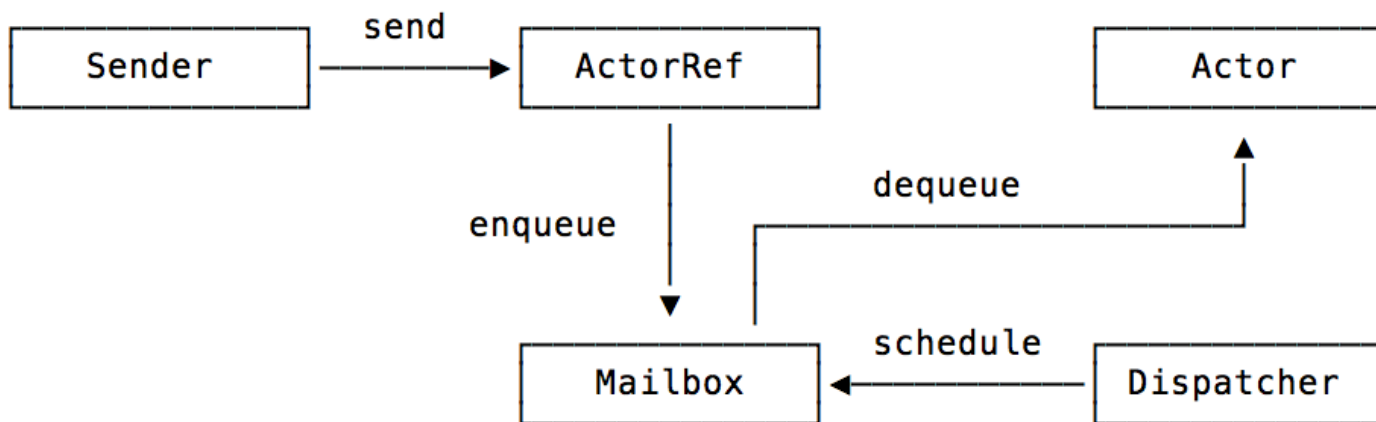 send
Sender
ActorRef
Actor
dequeue
enqueue
schedule
Mailbox
Dispatcher